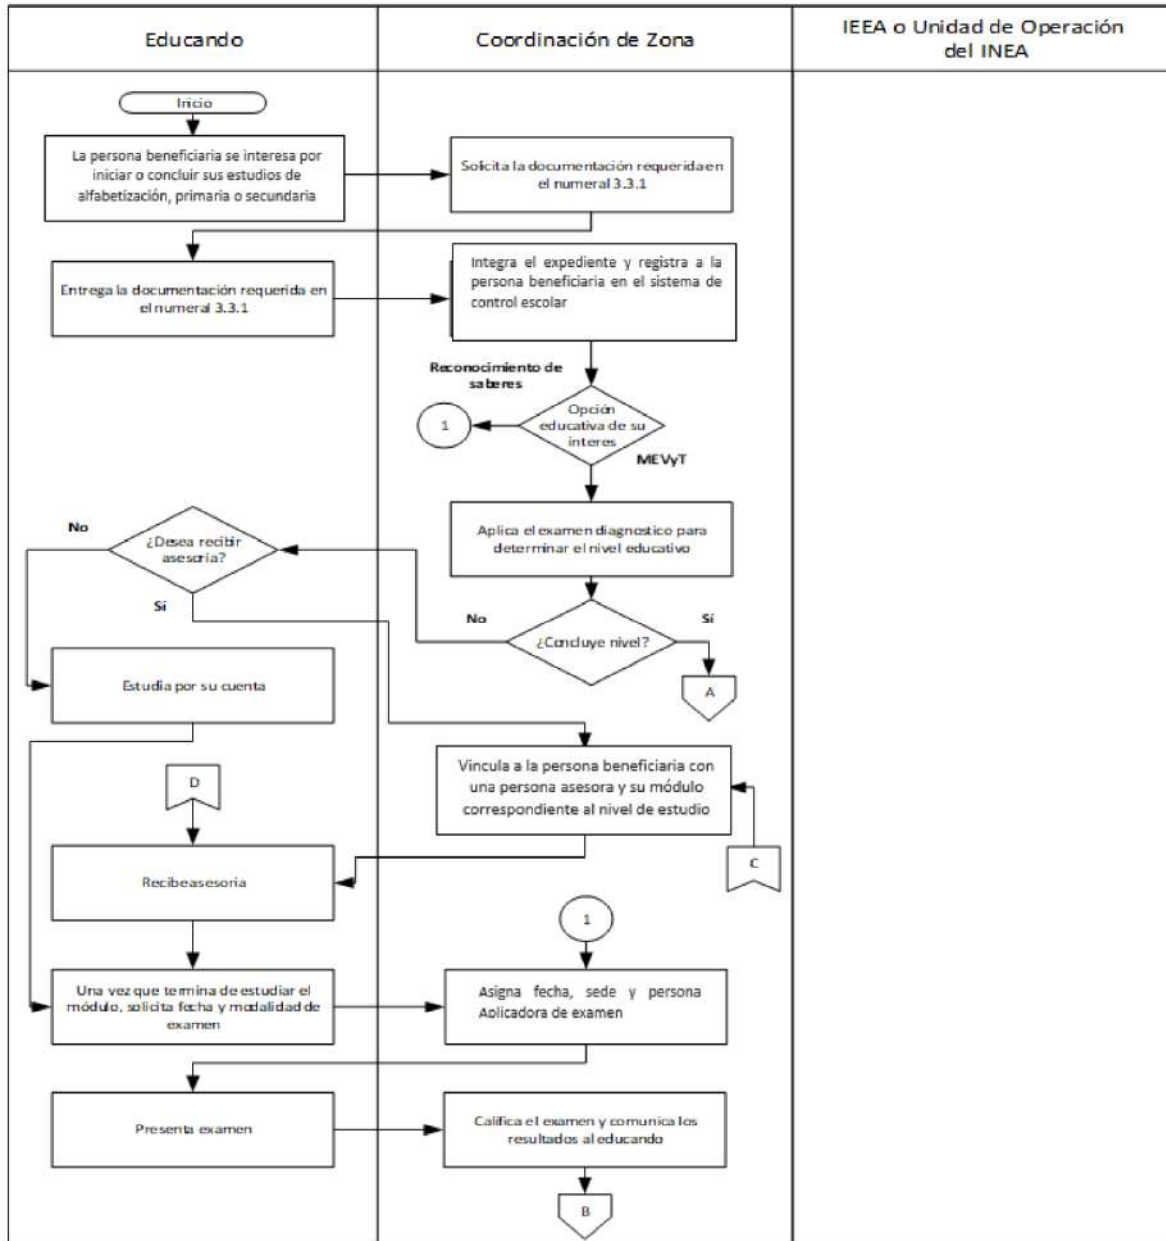 Educando
Coordinación de Zona
IEEA o Unidad de Operación
del INEA
Inicio
La persona beneficiaria se interesa por
iniciar o concluir sus estudios de
alfabetización, primaria o secundaria
Solicita la documentación requerida en
el numeral 3.3.1
Entrega la documentación requerida en
el numeral 3.3.1
Integra el expediente y registra a la
persona beneficiaria en el sistema de
control escolar
Reconocimiento de
saberes
1
Opción
educativa de su
interes
MEVyT
Aplica el examen diagnostico para
determinar el nivel educativo
No
¿Desea recibir
asesoría?
Sí
No
¿Concluye nivel?
Sí
A
Estudia por su cuenta
D
Vincula a la persona beneficiaria con
una persona asesora y su módulo
correspondiente al nivel de estudio
C
Recibe asesoria
1
Una vez que termina de estudiar el
módulo, solicita fecha y modalidad de
examen
Asigna fecha, sede y persona
Aplicadora de examen
Presenta examen
Califica el examen y comunica los
resultados al educando
B